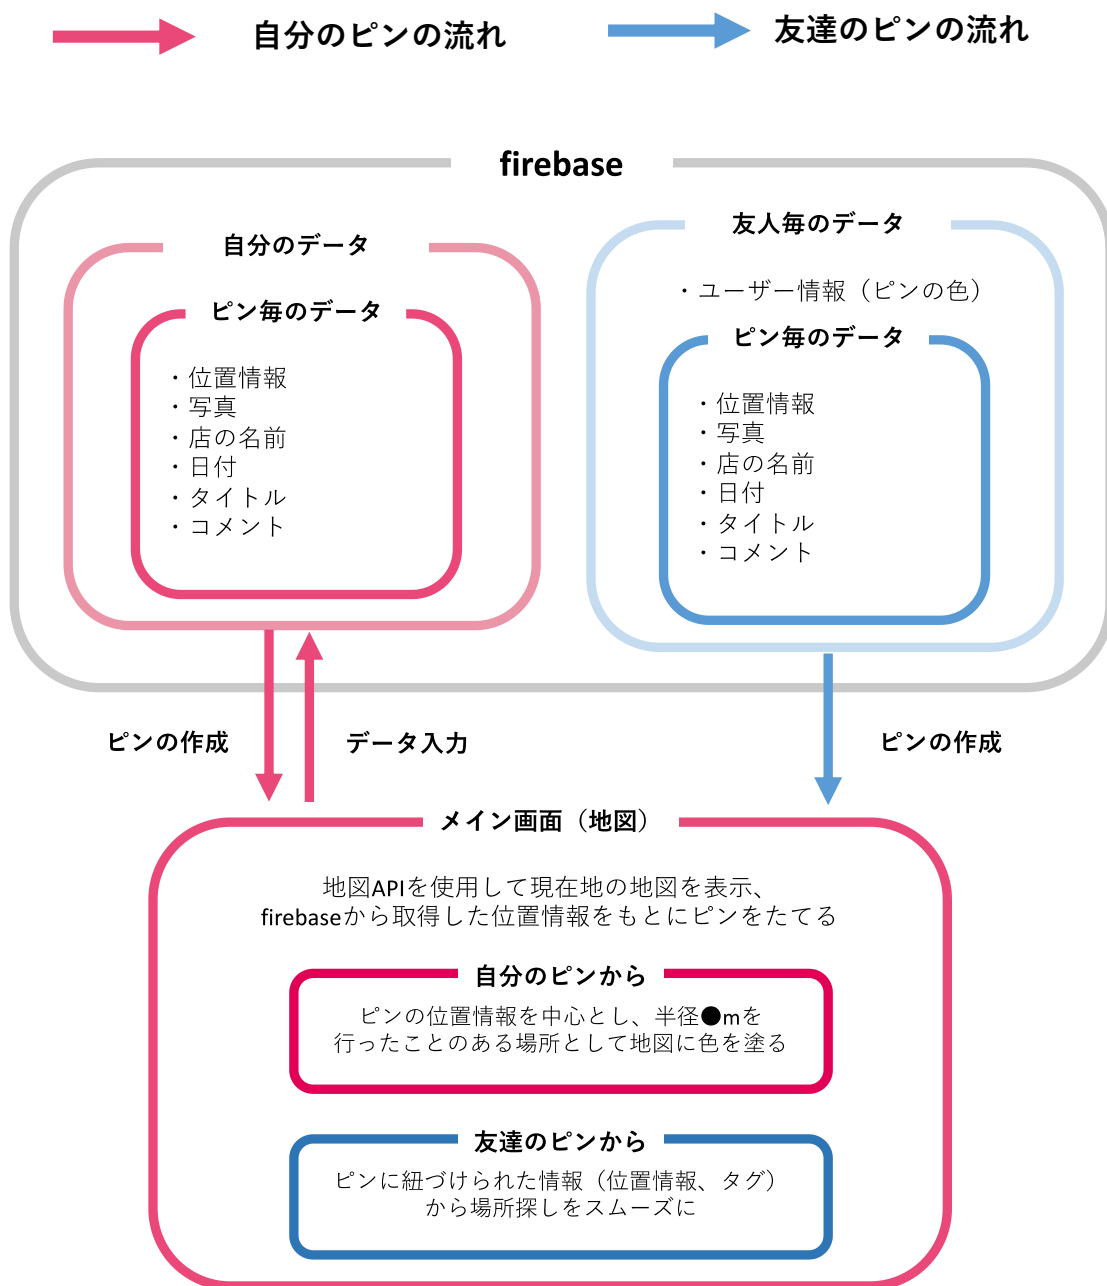 自分のピンの流れ
友達のピンの流れ
firebase
自分のデータ
ピン毎のデータ
・位置情報
・写真
・店の名前
・日付
・タイトル
・コメント
友人毎のデータ
・ユーザー情報（ピンの色）
ピン毎のデータ
・位置情報
・写真
・店の名前
・日付
・タイトル
・コメント
ピンの作成
データ入力
ピンの作成
メイン画面（地図）
地図APIを使用して現在地の地図を表示、
firebaseから取得した位置情報をもとにピンをたてる
自分のピンから
ピンの位置情報を中心とし、半径●mを
行ったことのある場所として地図に色を塗る
友達のピンから
ピンに紐づけられた情報（位置情報、タグ）
から場所探しをスムーズに